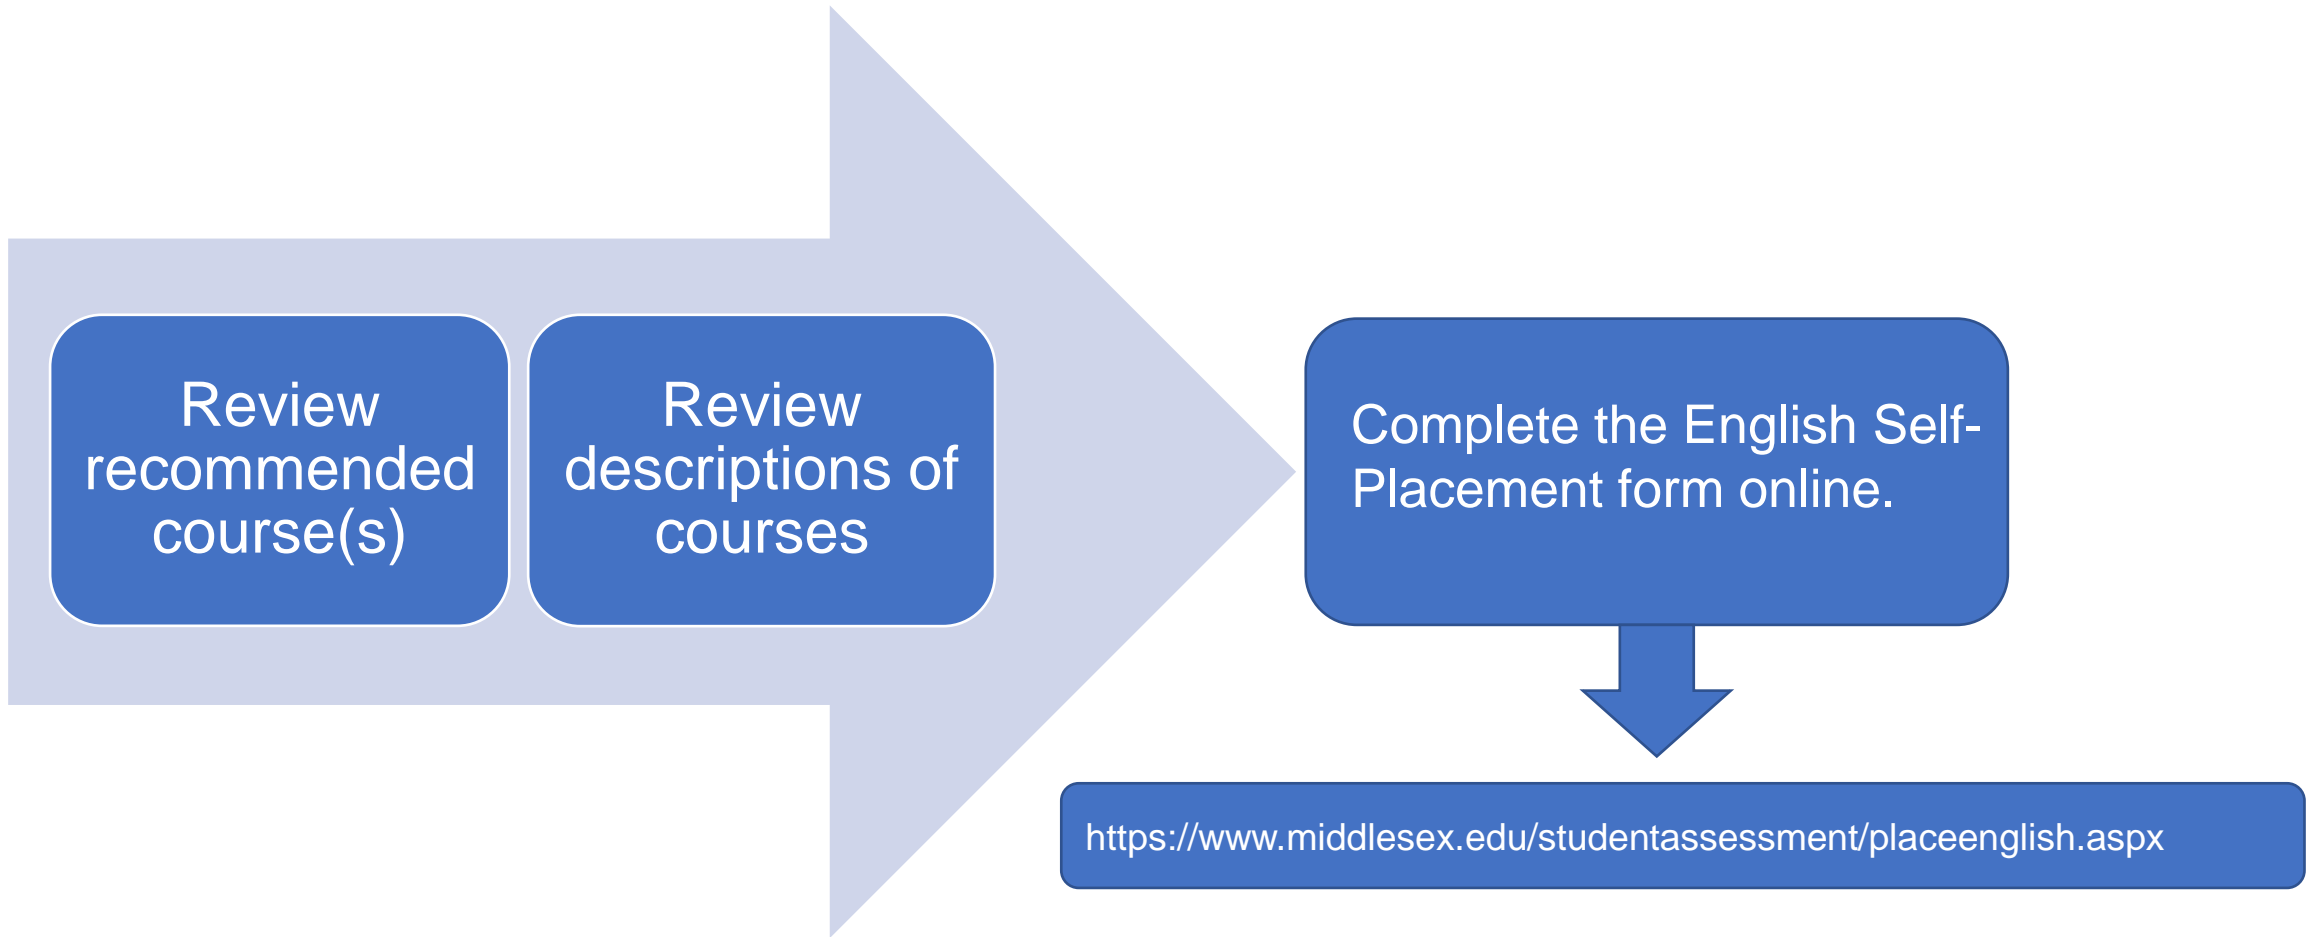 Review
recommended
course(s)
Review
descriptions of
courses
Complete the English Self-
Placement form online.
https://www.middlesex.edu/studentassessment/placeenglish.aspx